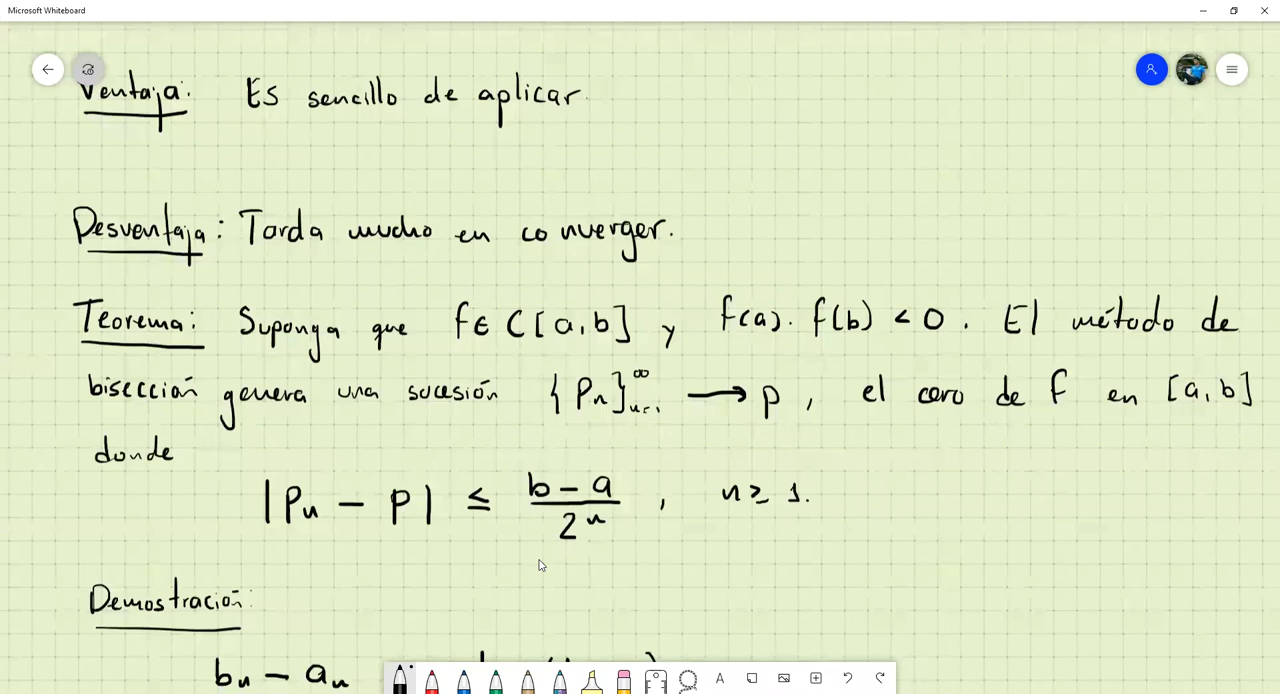 Microsoft Whiteboard
Ventaja: Es sencillo de aplicar.
Desventaja: Tarda mucho en converger.
Teorema: Suponga que f ∈ C[a,b] y f(a). f(b) < 0. El método de
bisección genera una sucesión {Pn}∞n=1 → p, el cero de f en [a,b]
donde
|Pn - p| ≤ (b - a)/2^n , n ≥ 1.
Demostración:
bn - an
A